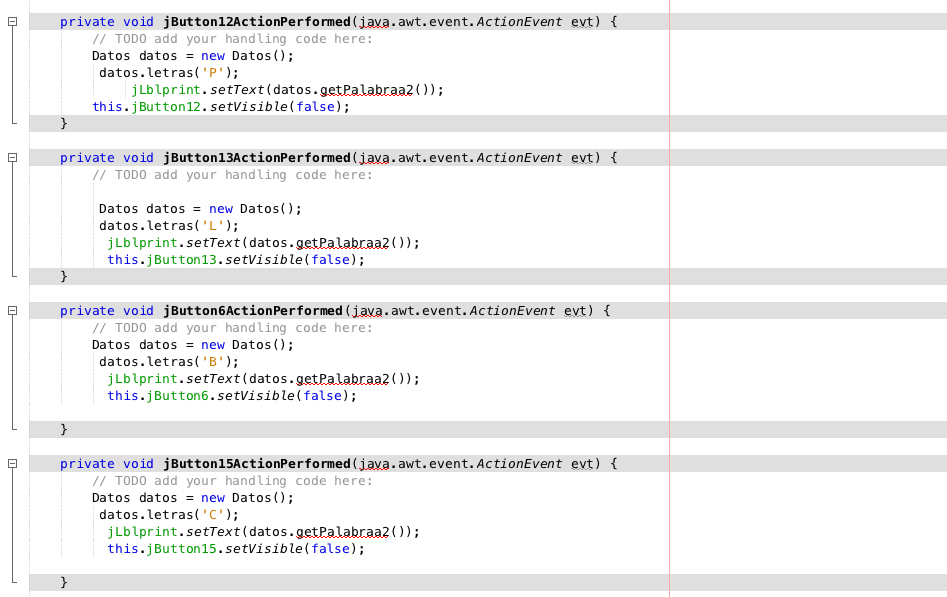 private void jButton12ActionPerformed(java.awt.event.ActionEvent evt) {
// TODO add your handling code here:
Datos datos = new Datos();
datos.letras('P');
jLblprint.setText(datos.getPalabraa2());
this.jButton12.setVisible(false);
}
private void jButton13ActionPerformed(java.awt.event.ActionEvent evt) {
// TODO add your handling code here:
Datos datos = new Datos();
datos.letras('L');
jLblprint.setText(datos.getPalabraa2());
this.jButton13.setVisible(false);
}
private void jButton6ActionPerformed(java.awt.event.ActionEvent evt) {
// TODO add your handling code here:
Datos datos = new Datos();
datos.letras('B');
jLblprint.setText(datos.getPalabraa2());
this.jButton6.setVisible(false);
}
private void jButton15ActionPerformed(java.awt.event.ActionEvent evt) {
// TODO add your handling code here:
Datos datos = new Datos();
datos.letras('C');
jLblprint.setText(datos.getPalabraa2());
this.jButton15.setVisible(false);
}